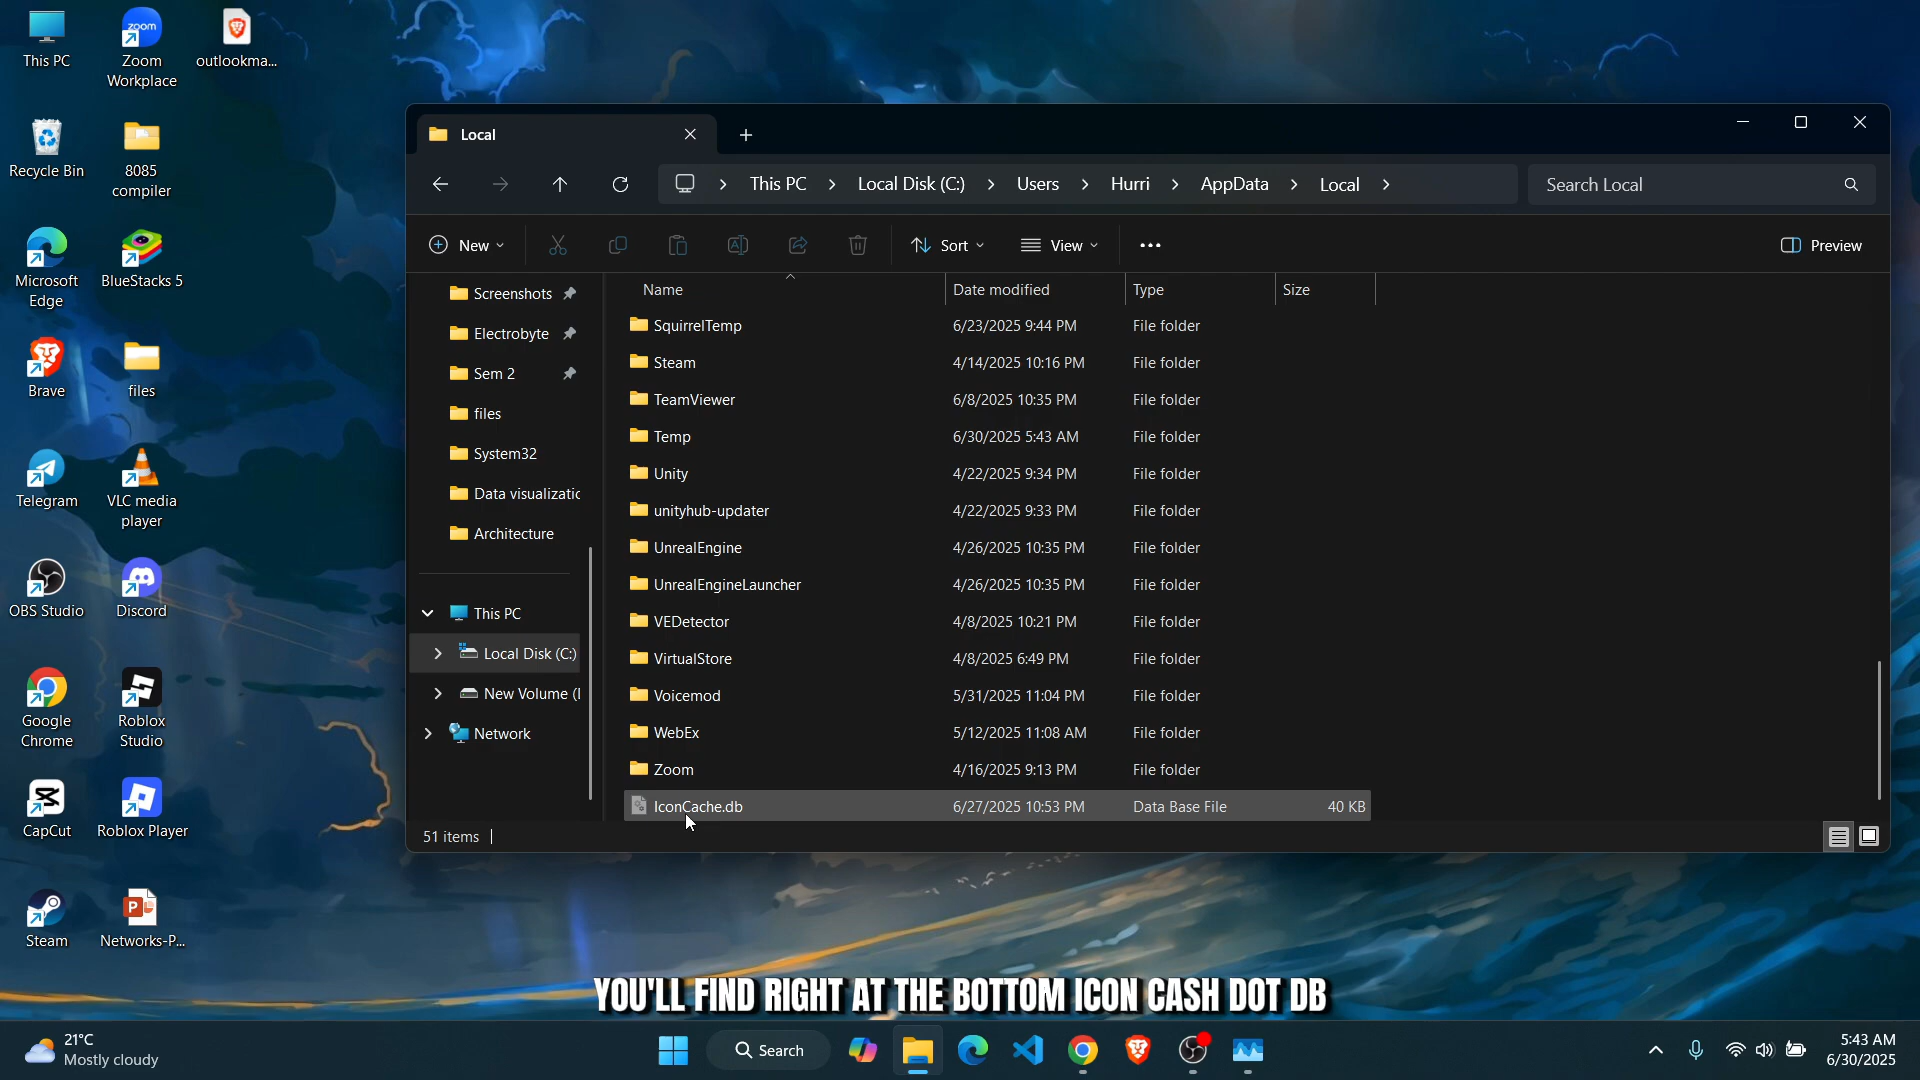 This PC
Zoom
Workplace
outlookma...
Recycle Bin
8085
compiler
Microsoft
Edge
BlueStacks 5
Brave
files
Telegram
VLC media
player
OBS Studio
Discord
Google
Chrome
Roblox
Studio
CapCut
Roblox Player
Steam
Networks-P...
Local
This PC > Local Disk (C:) > Users > Hurri > AppData > Local >
Search Local
New
Sort
View
Preview
Screenshots
Electrobyte
Sem 2
files
System32
Data visualizatic
Architecture
This PC
Local Disk (C:)
New Volume (
Network
Name Date modified Type Size
SquirrelTemp 6/23/2025 9:44 PM File folder
Steam 4/14/2025 10:16 PM File folder
TeamViewer 6/8/2025 10:35 PM File folder
Temp 6/30/2025 5:43 AM File folder
Unity 4/22/2025 9:34 PM File folder
unityhub-updater 4/22/2025 9:33 PM File folder
UnrealEngine 4/26/2025 10:35 PM File folder
UnrealEngineLauncher 4/26/2025 10:35 PM File folder
VEDetector 4/8/2025 10:21 PM File folder
VirtualStore 4/8/2025 6:49 PM File folder
Voicemod 5/31/2025 11:04 PM File folder
WebEx 5/12/2025 11:08 AM File folder
Zoom 4/16/2025 9:13 PM File folder
IconCache.db 6/27/2025 10:53 PM Data Base File 40 KB
51 items
YOU'LL FIND RIGHT AT THE BOTTOM ICON CASH DOT DB
21°C
Mostly cloudy
Search
5:43 AM
6/30/2025